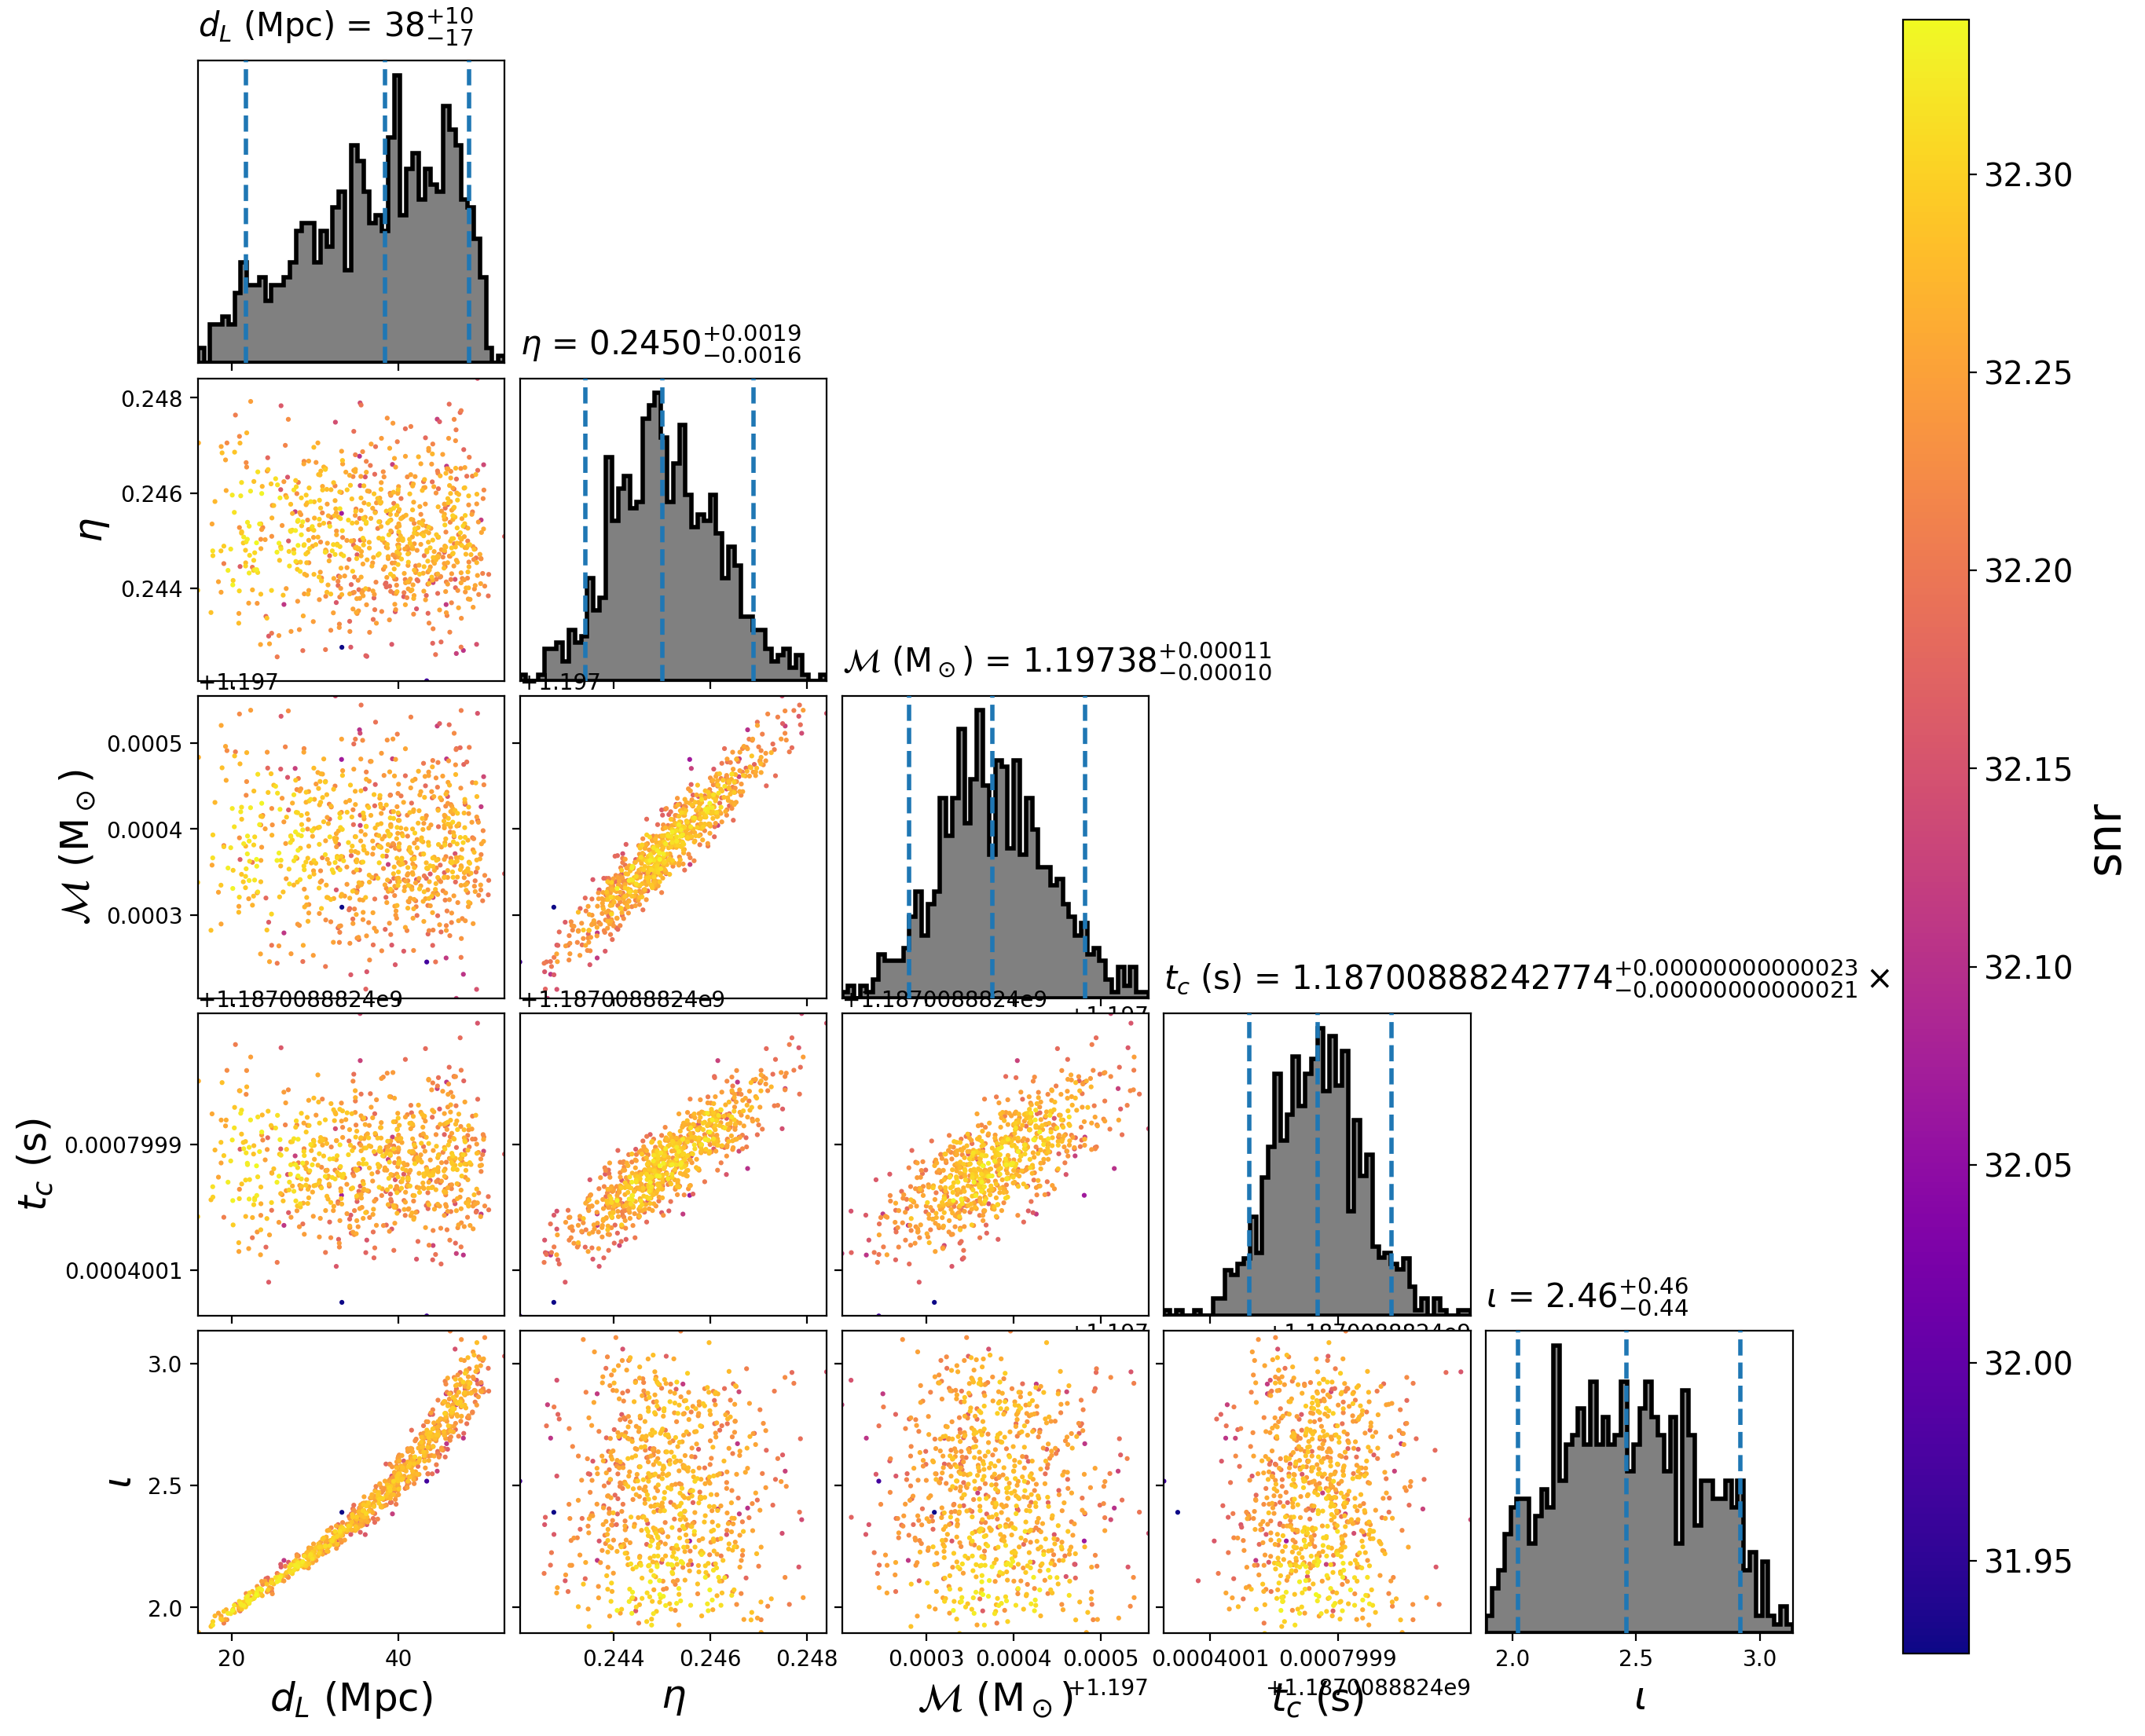 d_L (Mpc) = 38^{+10}_{-17}
η = 0.2450^{+0.0019}_{-0.0016}
0.248
0.246
0.244
η
+1.197
+1.197
ℳ (M_⊙) = 1.19738^{+0.00011}_{-0.00010}
0.0005
0.0004
0.0003
ℳ (M_⊙)
+1.1870088824e9
+1.1870088824e9
+1.1870088824e9
+1.197
t_c (s) = 1.18700888242774^{+0.00000000000023}_{-0.00000000000021} ×
0.0007999
0.0004001
t_c (s)
+1.197
+1.1870088824e9
ι = 2.46^{+0.46}_{-0.44}
3.0
2.5
2.0
ι
20 40
0.244 0.246 0.248
0.0003 0.0004 0.0005
0.0004001 0.0007999
2.0 2.5 3.0
+1.197
+1.1870088824e9
d_L (Mpc)
η
ℳ (M_⊙)
t_c (s)
ι
32.30
32.25
32.20
32.15
32.10
32.05
32.00
31.95
snr